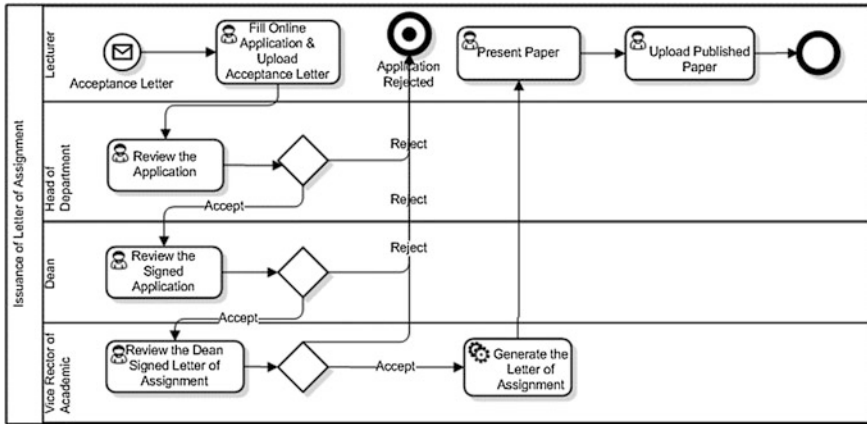 Issuance of Letter of Assignment
Lecturer
Acceptance Letter
Fill Online
Application &
Upload
Acceptance Letter
Application
Rejected
Present Paper
Upload Published
Paper
Head of
Department
Review the
Application
Reject
Accept
Reject
Dean
Review the
Signed
Application
Reject
Accept
Vice Rector of
Academic
Review the Dean
Signed Letter of
Assignment
Accept
Generate the
Letter of
Assignment